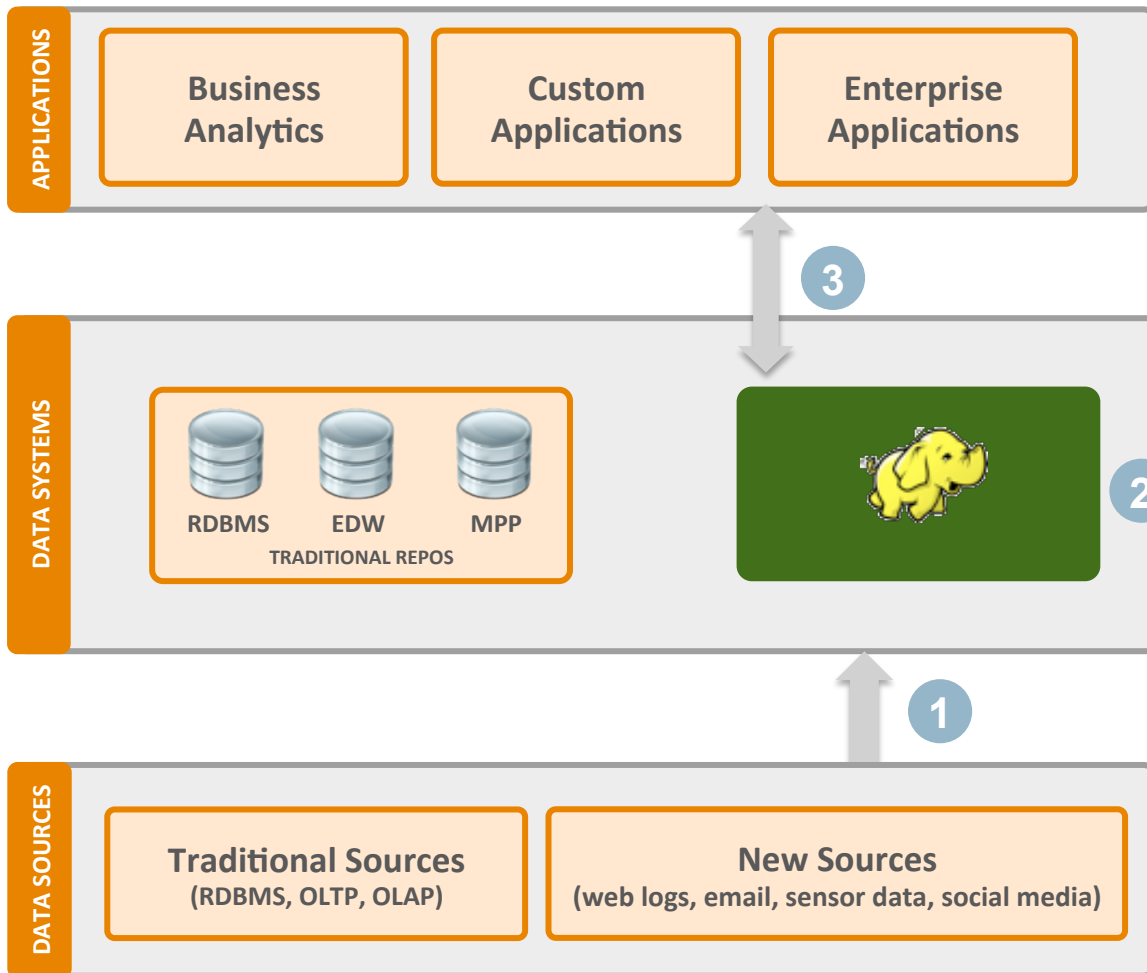 APPLICATIONS
Business
Analytics
Custom
Applications
Enterprise
Applications
3
DATA SYSTEMS
RDBMS
EDW
MPP
TRADITIONAL REPOS
2
1
DATA SOURCES
Traditional Sources
(RDBMS, OLTP, OLAP)
New Sources
(web logs, email, sensor data, social media)